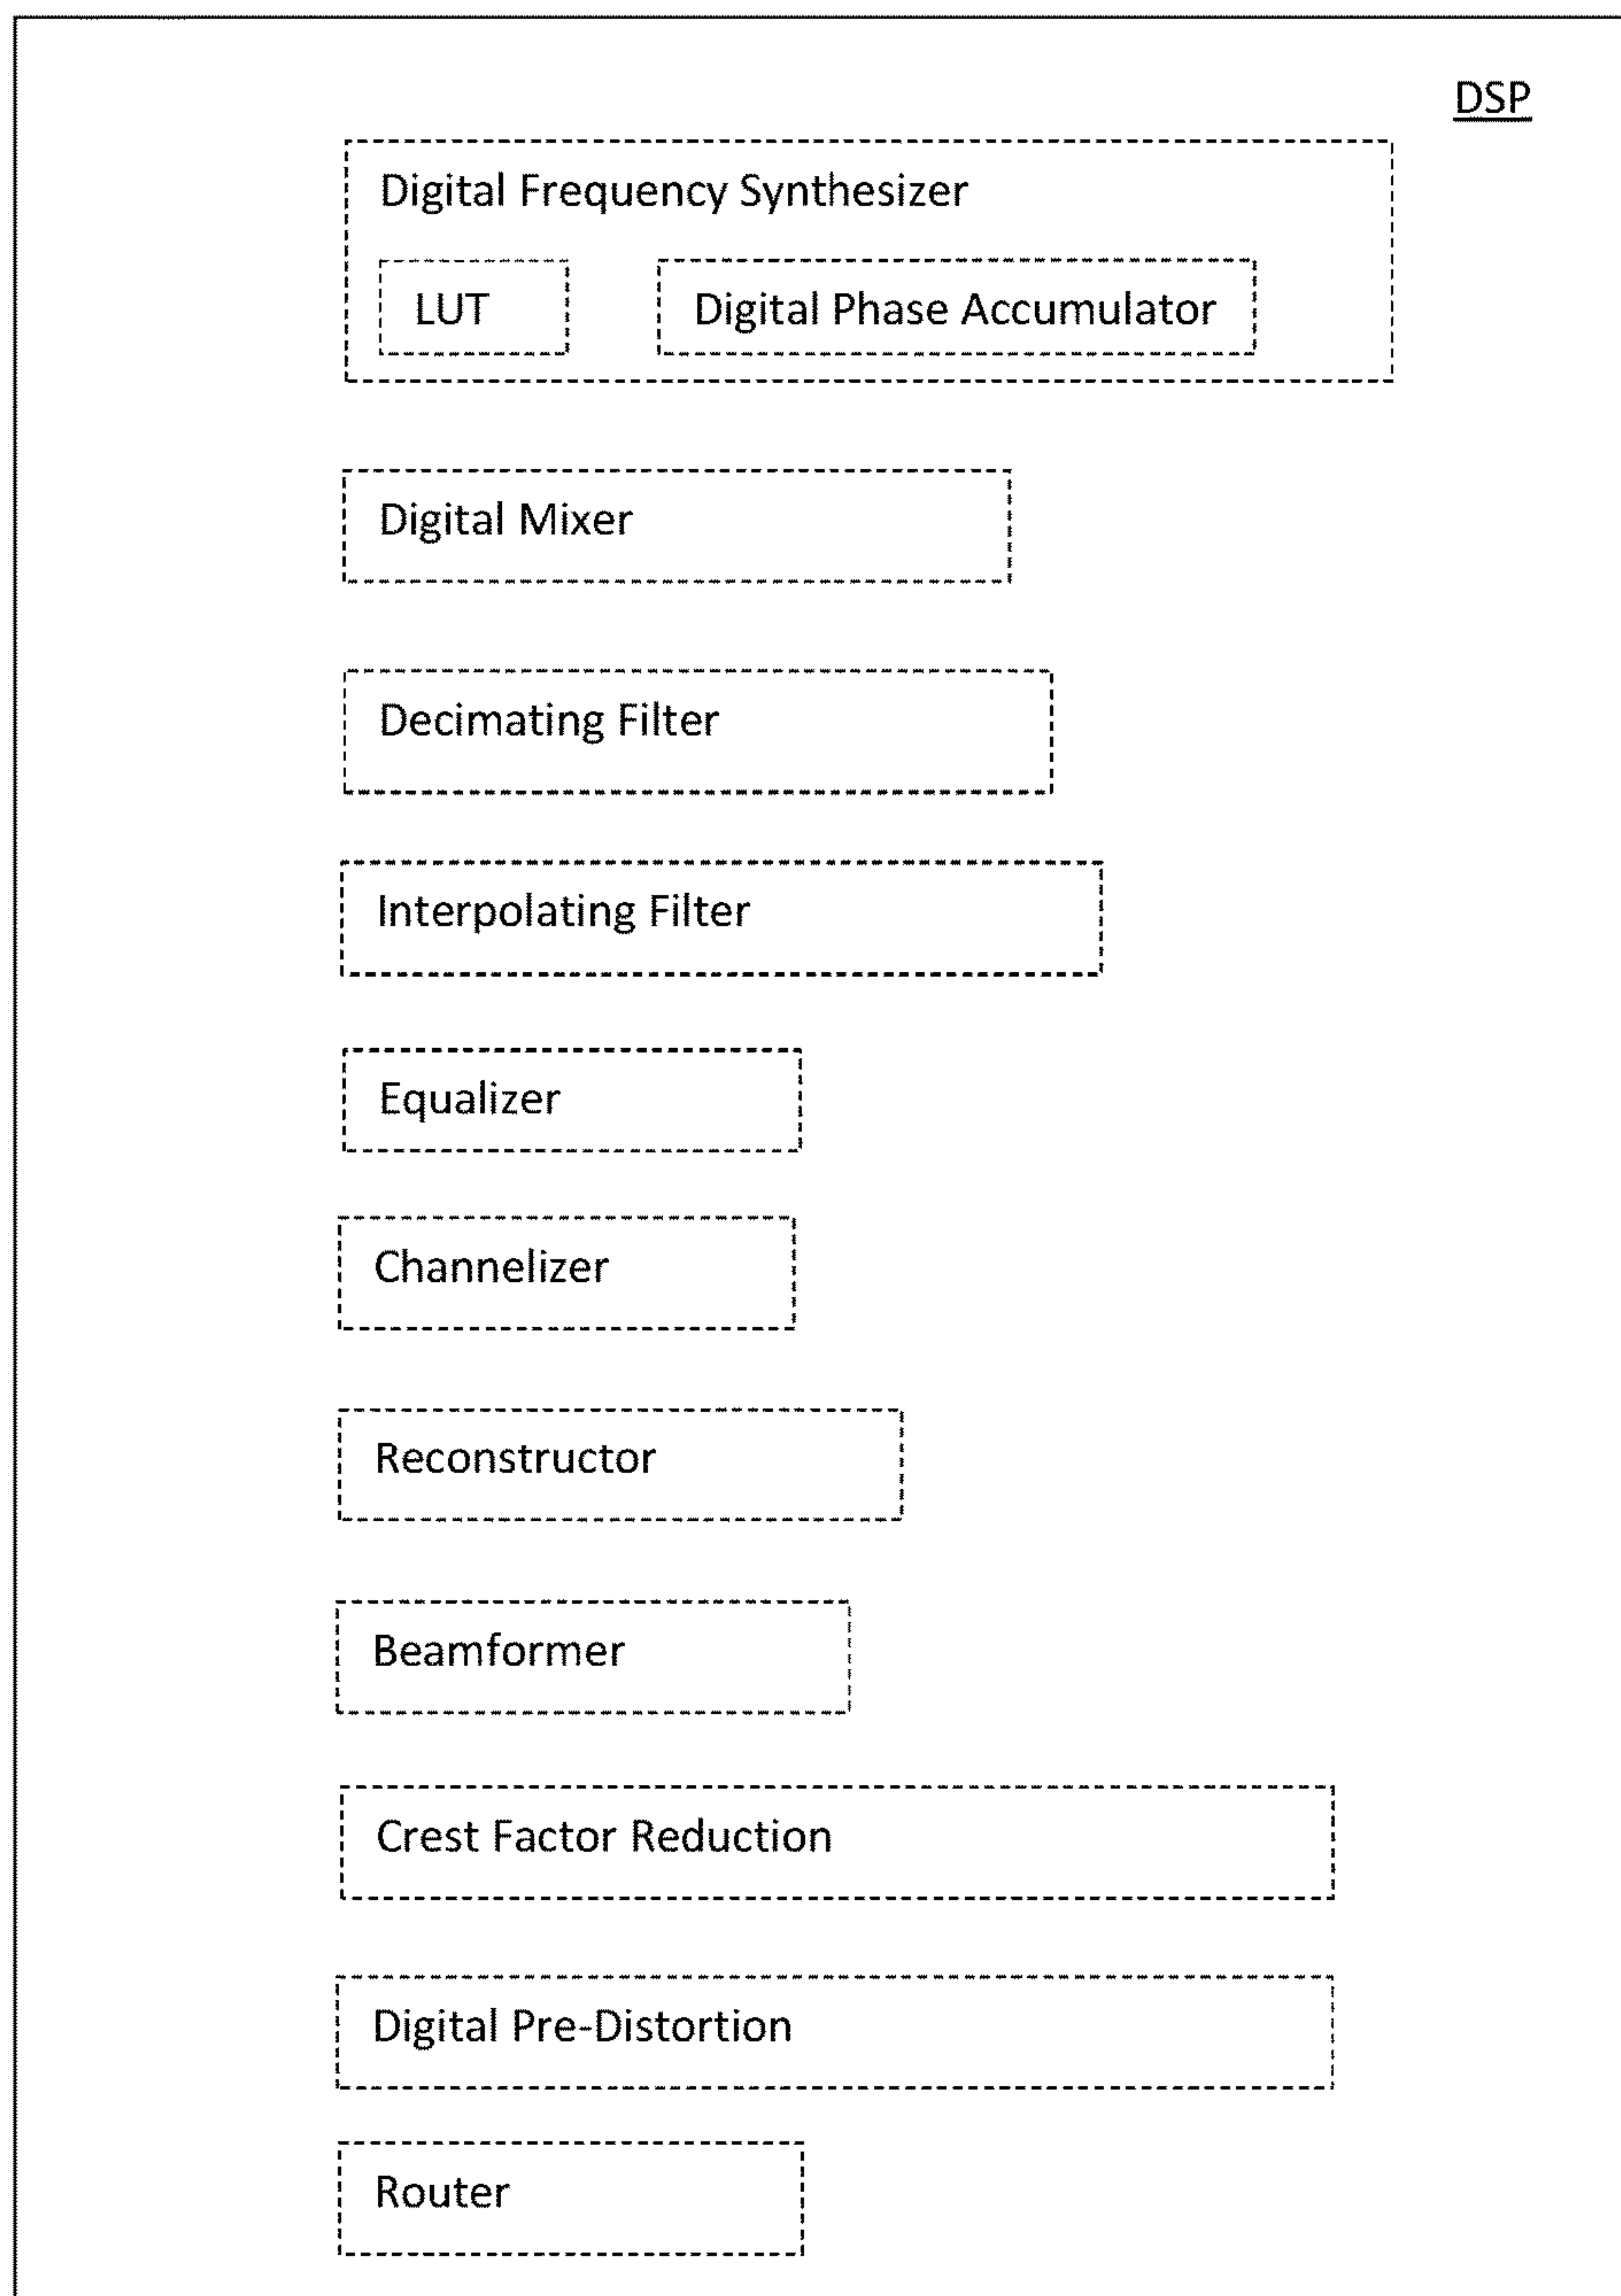 DSP
Digital Frequency Synthesizer
LUT
Digital Phase Accumulator
Digital Mixer
Decimating Filter
Interpolating Filter
Equalizer
Channelizer
Reconstructor
Beamformer
Crest Factor Reduction
Digital Pre-Distortion
Router